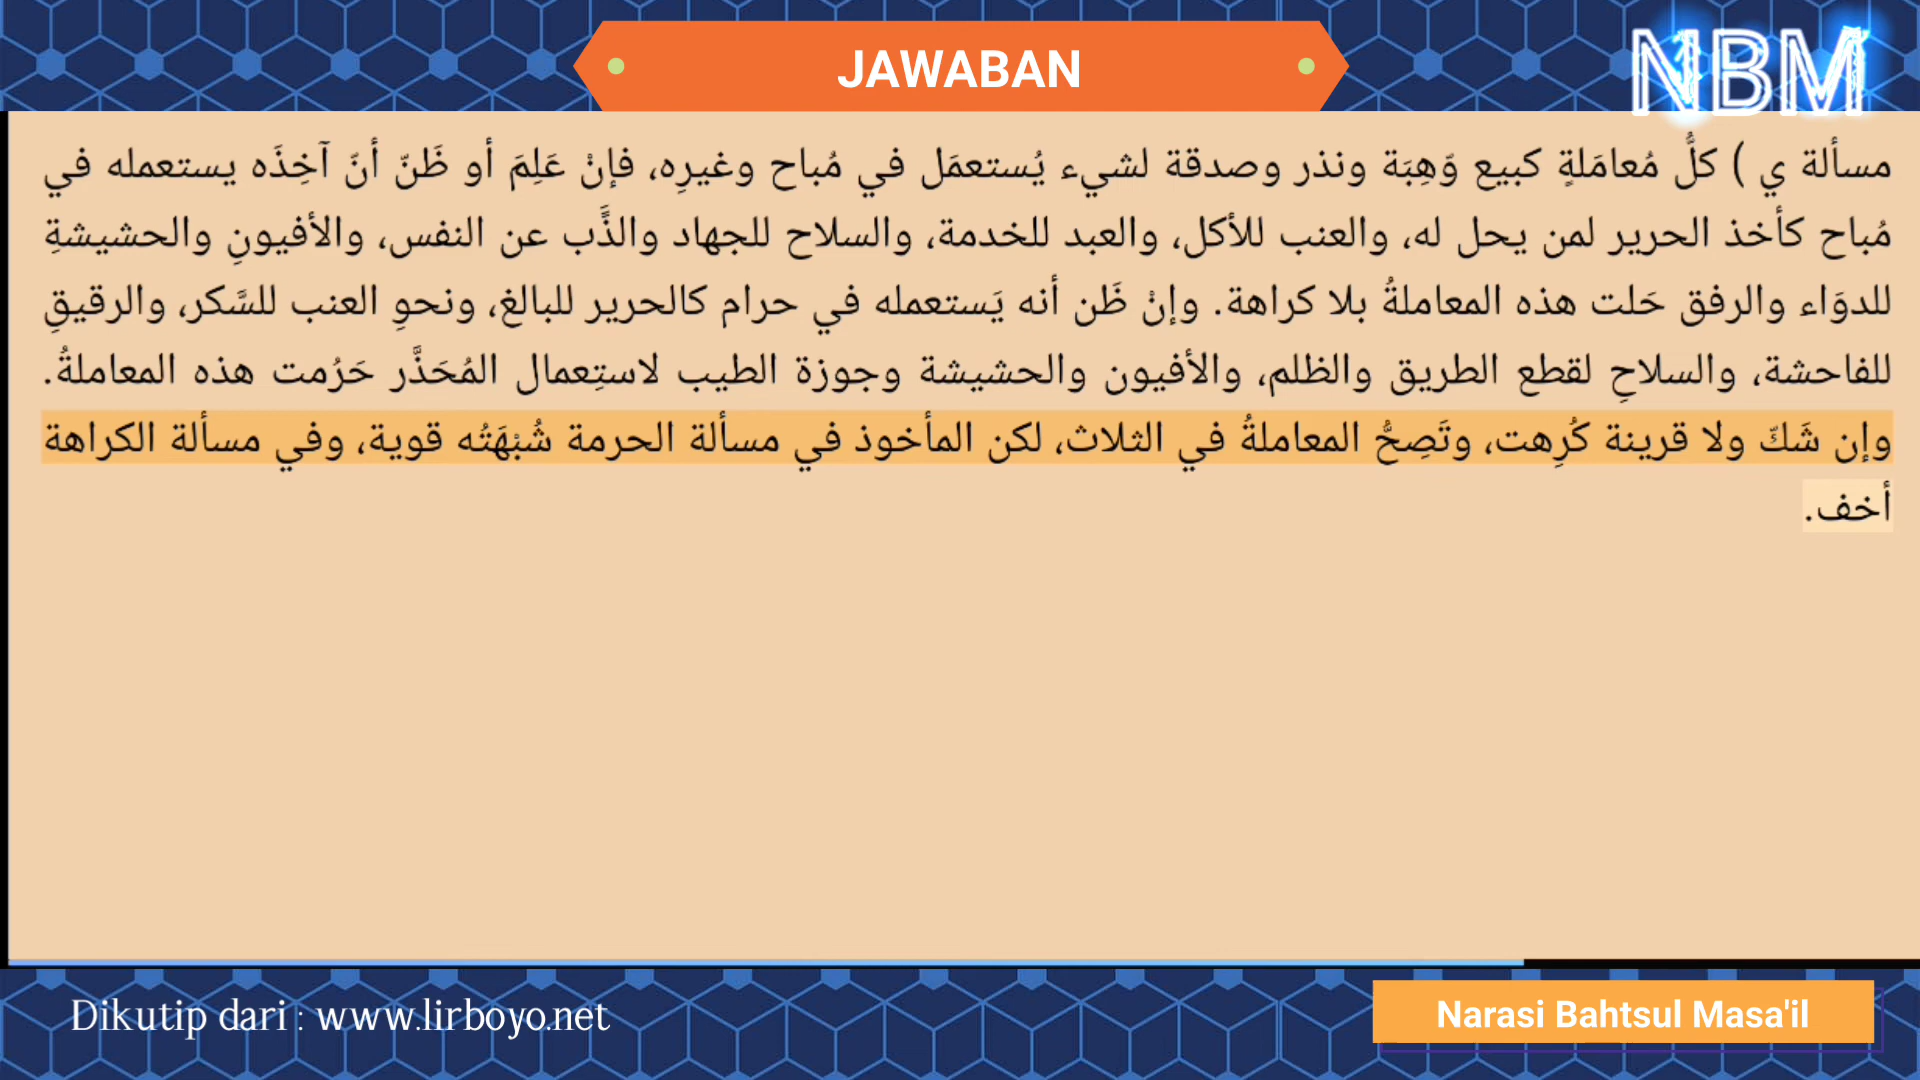 JAWABAN
NBM
مسألة ي ) كلُّ مُعامَلةٍ كبيع وّهِبَة ونذر وصدقة لشيء يُستعمَل في مُباح وغيرِه، فإنْ عَلِمَ أو ظَنّ أنّ آخِذَه يستعمله في
مُباح كأخذ الحرير لمن يحل له، والعنب للأكل، والعبد للخدمة، والسلاح للجهاد والذَّب عن النفس، والأفيونِ والحشيشةِ
للدوَاء والرفق حَلت هذه المعاملةُ بلا كراهة. وإنْ ظَن أنه يَستعمله في حرام كالحرير للبالغ، ونحوِ العنب للسَّكر، والرقيقِ
للفاحشة، والسلاحِ لقطع الطريق والظلم، والأفيون والحشيشة وجوزة الطيب لاستِعمال المُحَذَّر حَرُمت هذه المعاملةُ.
وإن شَكّ ولا قرينة كُرِهت، وتَصِحُّ المعاملةُ في الثلاث، لكن المأخوذ في مسألة الحرمة شُبْهَتُه قوية، وفي مسألة الكراهة
أخف.
Dikutip dari : www.lirboyo.net
Narasi Bahtsul Masa'il